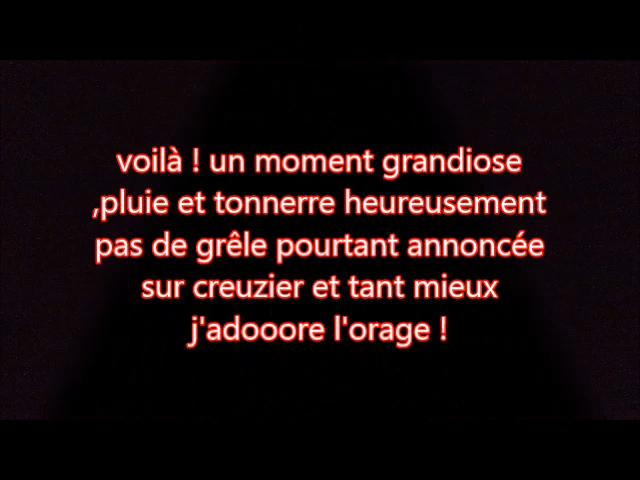 voilà ! un moment grandiose
,pluie et tonnerre heureusement
pas de grêle pourtant annoncée
sur creuzier et tant mieux
j'adooore l'orage !